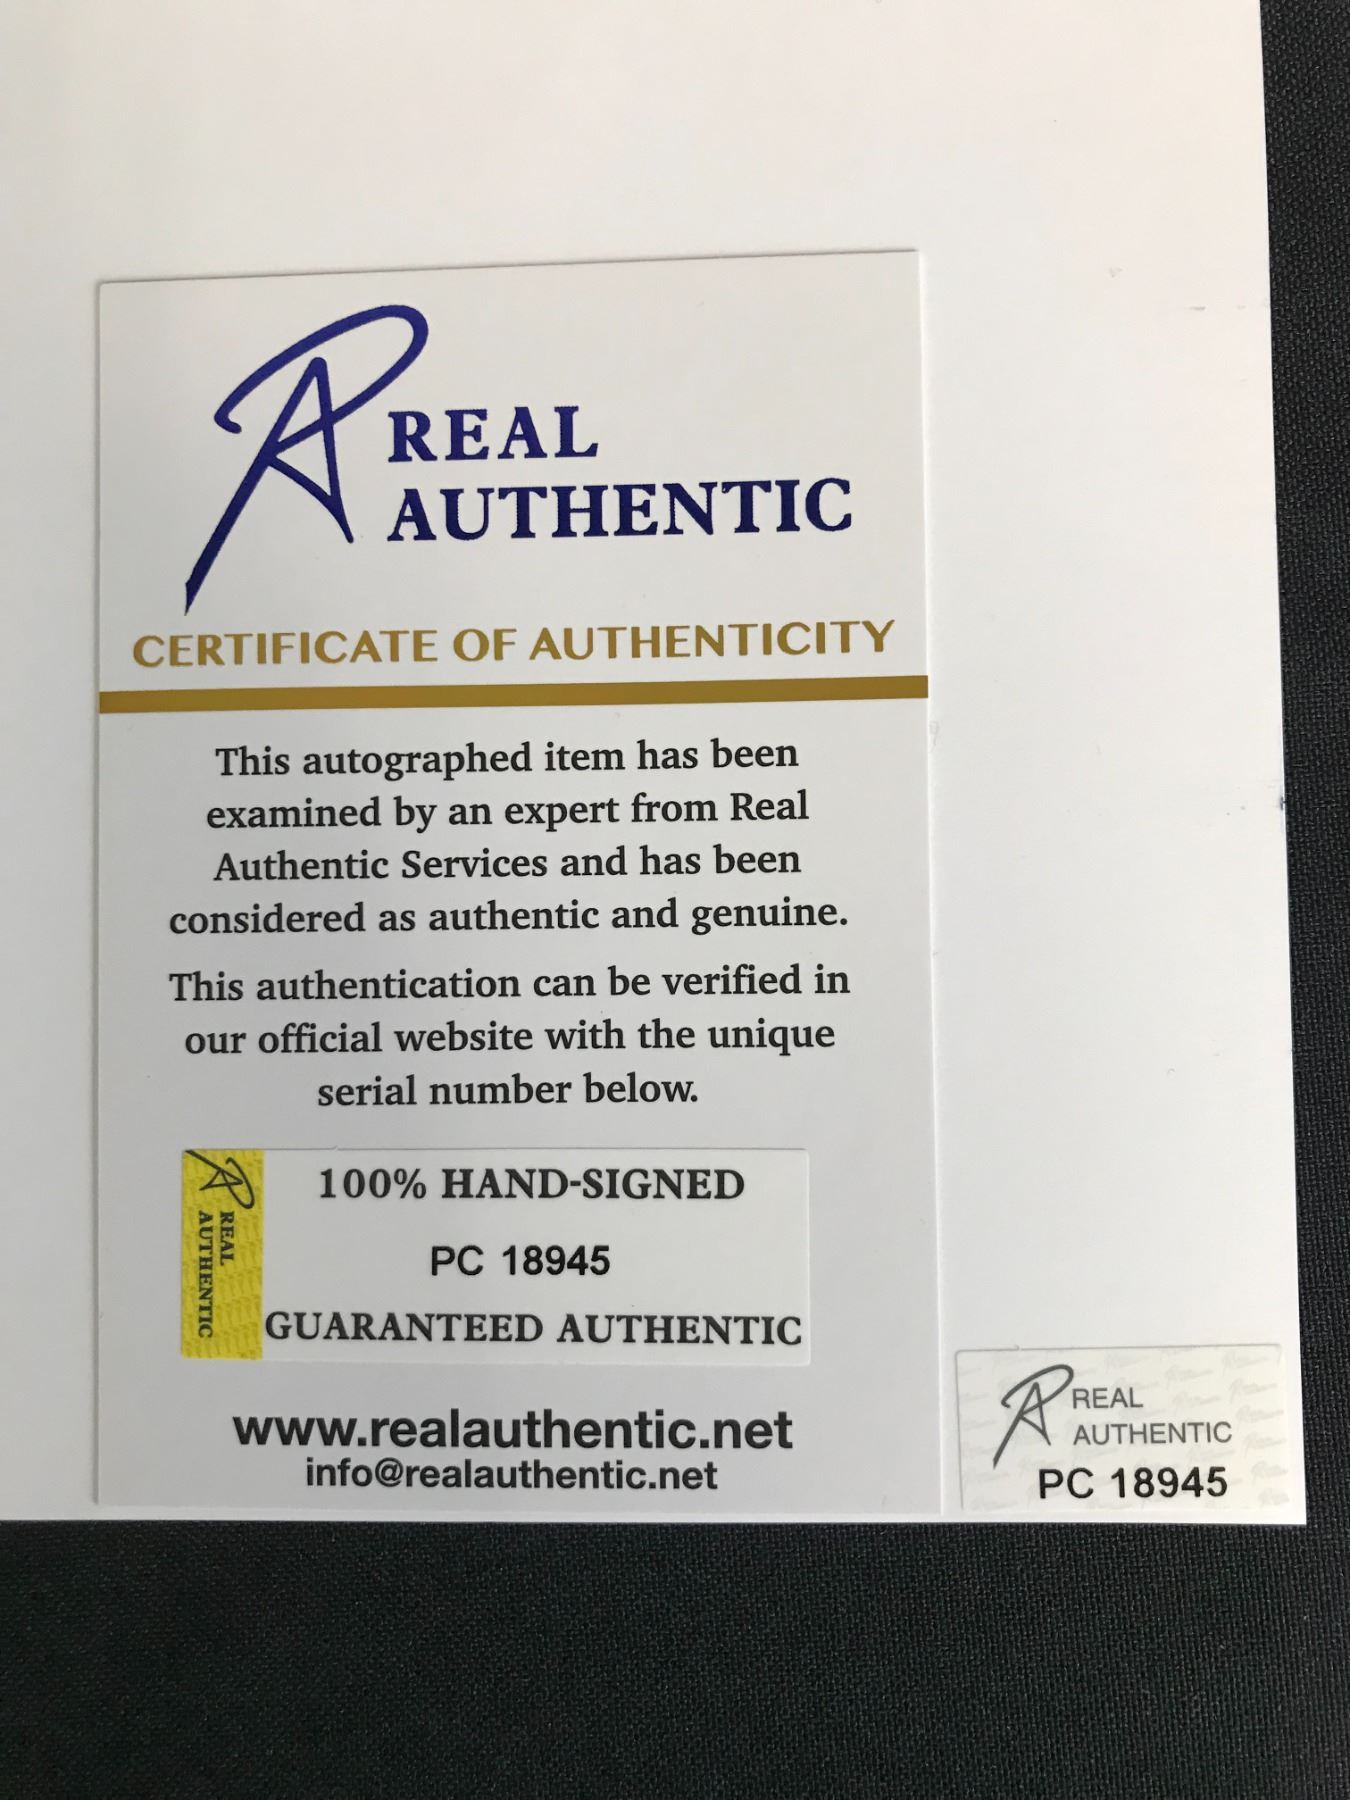 REAL
AUTHENTIC
CERTIFICATE OF AUTHENTICITY
This autographed item has been
examined by an expert from Real
Authentic Services and has been
considered as authentic and genuine.
This authentication can be verified in
our official website with the unique
serial number below.
REAL
AUTHENTIC
100% HAND-SIGNED
PC 18945
GUARANTEED AUTHENTIC
www.realauthentic.net
info@realauthentic.net
REAL
AUTHENTIC
PC 18945